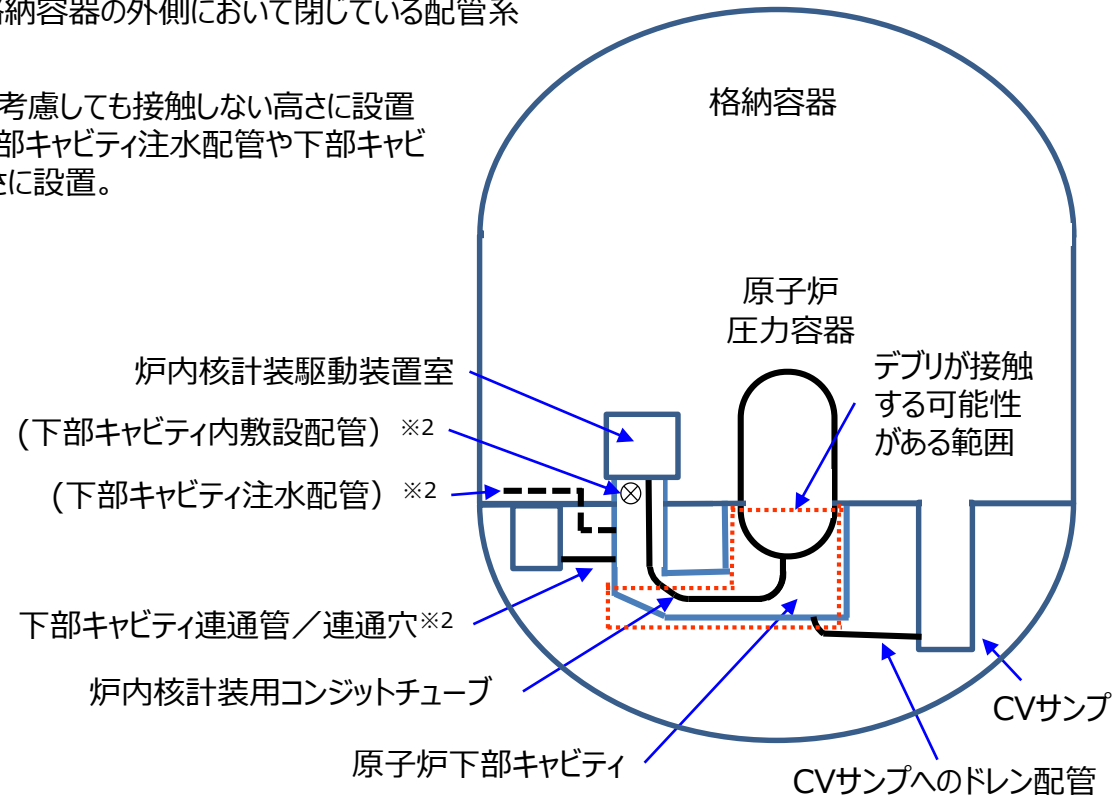 格納容器の外側において閉じている配管系
考慮しても接触しない高さに設置
部キャビティ注水配管や下部キャビ
に設置。
格納容器
原子炉
圧力容器
デブリが接触
する可能性
がある範囲
炉内核計装駆動装置室
(下部キャビティ内敷設配管) ※2
(下部キャビティ注水配管) ※2
下部キャビティ連通管／連通穴※2
炉内核計装用コンジットチューブ
原子炉下部キャビティ
CVサンプ
CVサンプへのドレン配管